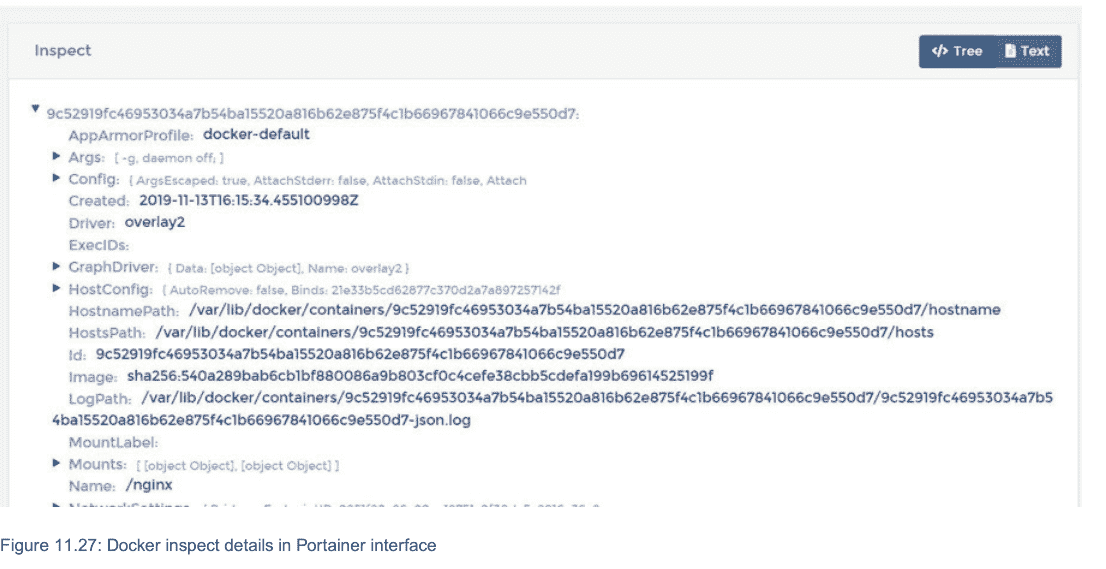 Inspect
</> Tree
Text
9c52919fc46953034a7b54ba15520a816b62e875f4c1b66967841066c9e550d7:
AppArmorProfile: docker-default
Args: [ -g, daemon off; ]
Config: { ArgsEscaped: true, AttachStderr: false, AttachStdin: false, Attach
Created: 2019-11-13T16:15:34.455100998Z
Driver: overlay2
ExecIDs:
GraphDriver: { Data: [object Object], Name: overlay2 }
HostConfig: { AutoRemove: false, Binds: 21e33b5cd62877c370d2a7a897257142f
HostnamePath: /var/lib/docker/containers/9c52919fc46953034a7b54ba15520a816b62e875f4c1b66967841066c9e550d7/hostname
HostsPath: /var/lib/docker/containers/9c52919fc46953034a7b54ba15520a816b62e875f4c1b66967841066c9e550d7/hosts
Id: 9c52919fc46953034a7b54ba15520a816b62e875f4c1b66967841066c9e550d7
Image: sha256:540a289bab6cb1bf880086a9b803cf0c4cefe38cbb5cdefa199b69614525199f
LogPath: /var/lib/docker/containers/9c52919fc46953034a7b54ba15520a816b62e875f4c1b66967841066c9e550d7/9c52919fc46953034a7b5
4ba15520a816b62e875f4c1b66967841066c9e550d7-json.log
MountLabel:
Mounts: [ [object Object], [object Object] ]
Name: /nginx
Figure 11.27: Docker inspect details in Portainer interface